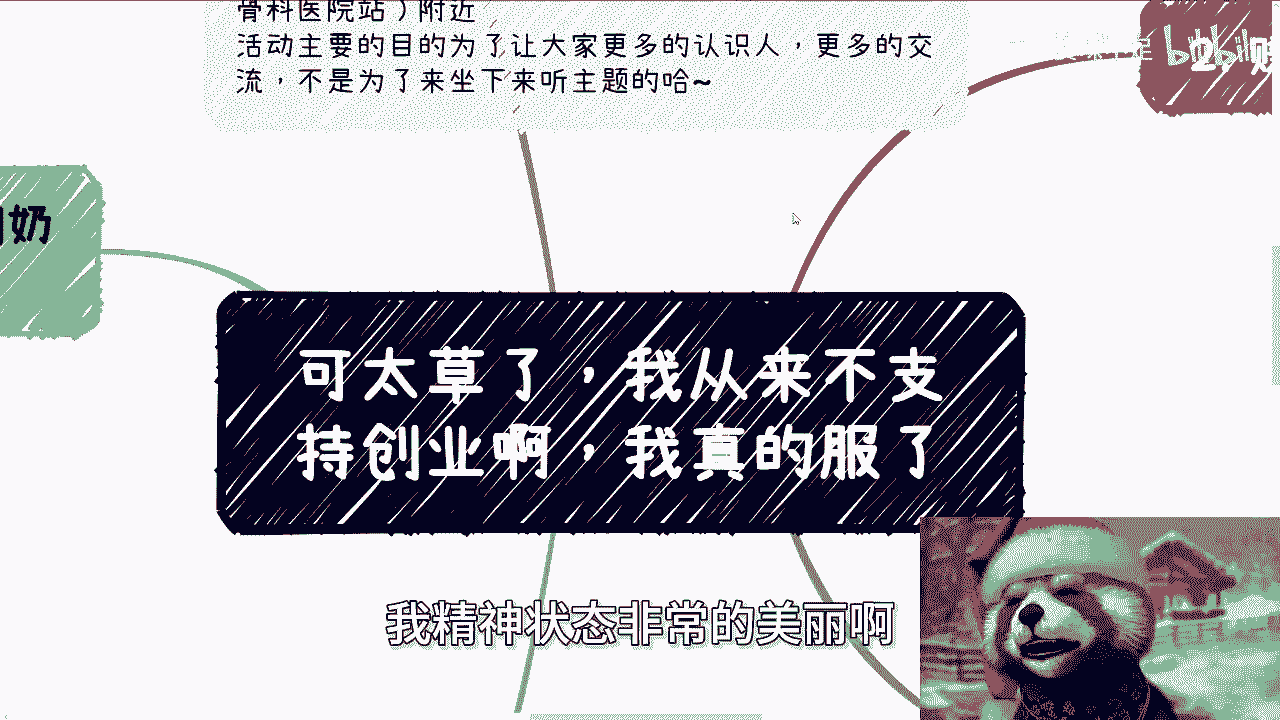 骨科医院站）附近
活动主要的目的为了让大家更多的认识人，更多的交
流，不是为了来坐下来听主题的哈~
bilibili
2、
奶
可太草了，我从来不支
持创业啊，我真的服了
我精神状态非常的美丽啊